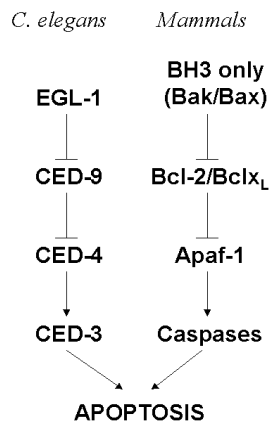 C. elegans Mammals
BH3 only
EGL-1 (Bak/Bax)
CED-9 Bcl-2/BclxL
CED-4 Apaf-1
CED-3 Caspases
APOPTOSIS